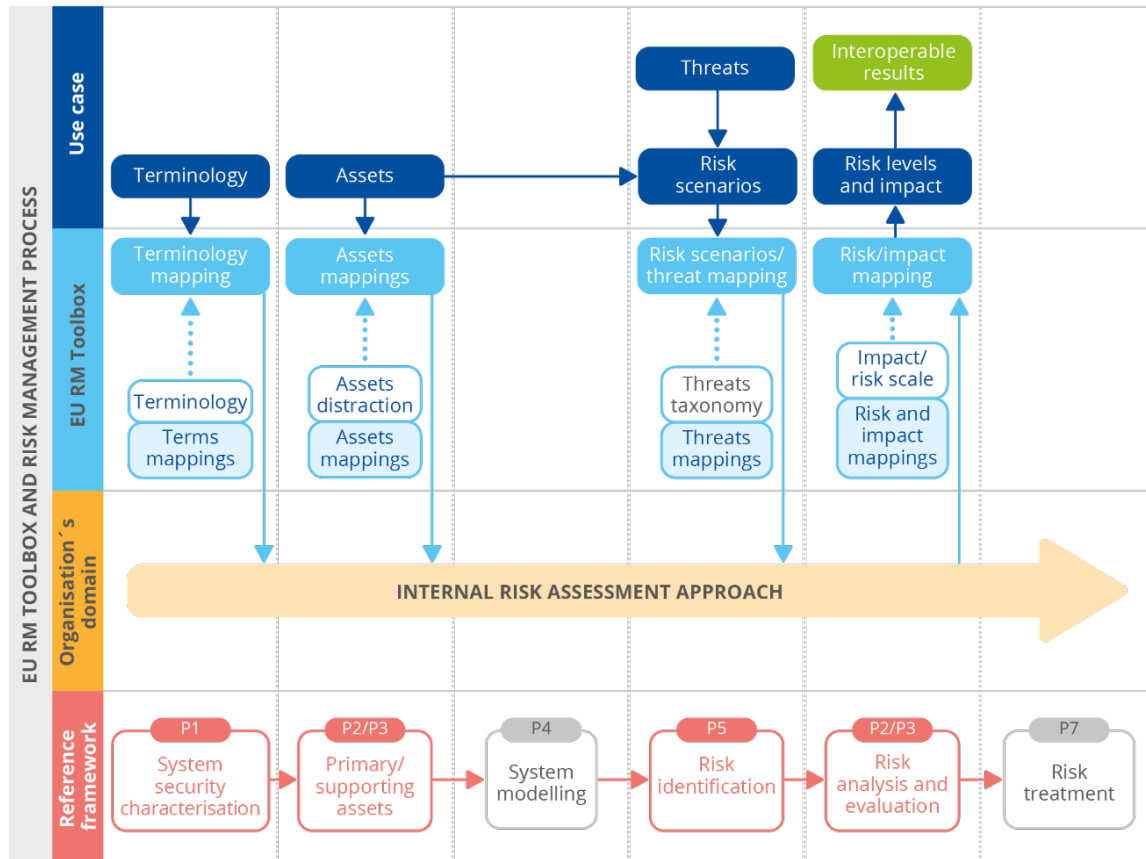 EU RM TOOLBOX AND RISK MANAGEMENT PROCESS
Use case
Threats
Interoperable
results
Terminology
Assets
Risk
scenarios
Risk levels
and impact
EU RM Toolbox
Terminology
mapping
Assets
mappings
Risk scenarios/
threat mapping
Risk/impact
mapping
Terminology
Terms
mappings
Assets
distraction
Assets
mappings
Threats
taxonomy
Threats mappings
Impact/
risk scale
Risk and
impact
mappings
Organisation´s
domain
INTERNAL RISK ASSESSMENT APPROACH
Reference
framework
P1
System
security
characterisation
P2/P3
Primary/
supporting
assets
P4
System
modelling
P5
Risk
identification
P2/P3
Risk
analysis and
evaluation
P7
Risk
treatment